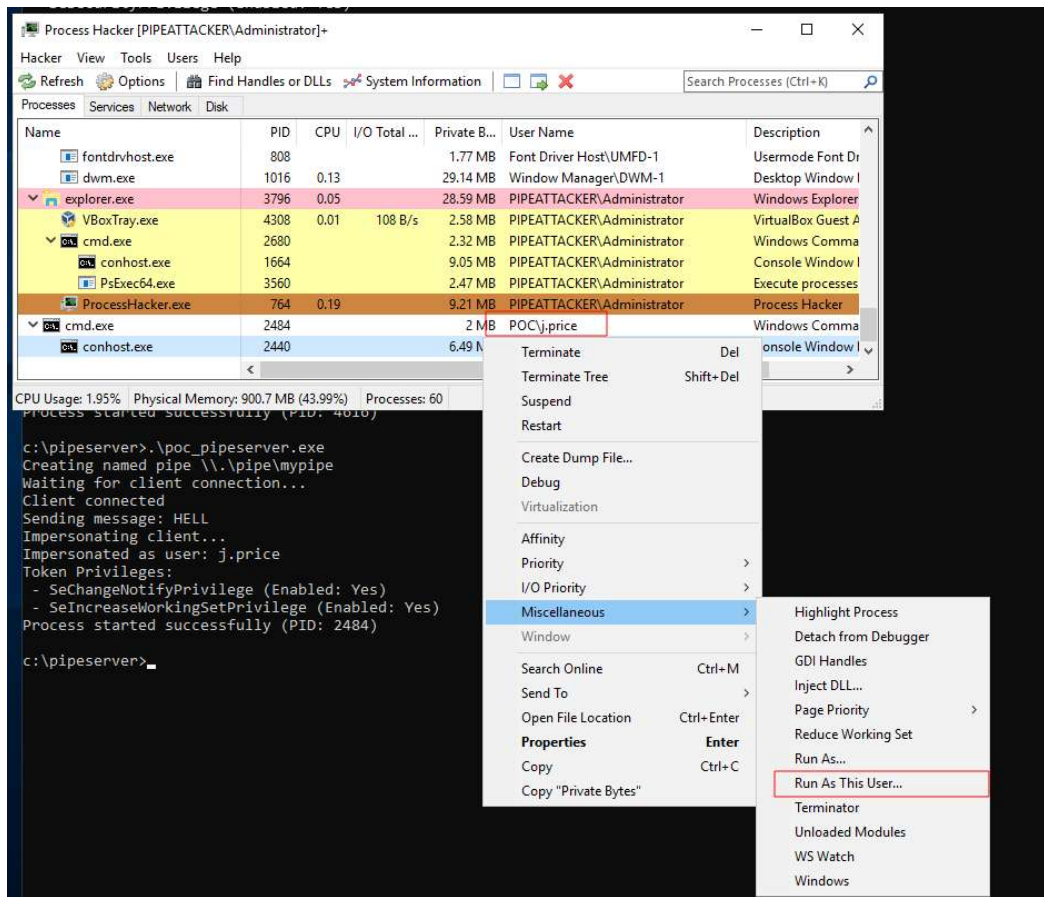 Process Hacker [PIPEATTACKER\Administrator]+
Hacker View Tools Users Help
Refresh Options Find Handles or DLLs System Information Search Processes (Ctrl+K)
Processes Services Network Disk
Name PID CPU I/O Total ... Private B... User Name Description
fontdrvhost.exe 808 1.77 MB Font Driver Host\UMFD-1 Usermode Font Dr
dwm.exe 1016 0.13 29.14 MB Window Manager\DWM-1 Desktop Window
explorer.exe 3796 0.05 28.59 MB PIPEATTACKER\Administrator Windows Explorer
VBoxTray.exe 4308 0.01 108 B/s 2.58 MB PIPEATTACKER\Administrator VirtualBox Guest A
cmd.exe 2680 2.32 MB PIPEATTACKER\Administrator Windows Comma
conhost.exe 1664 9.05 MB PIPEATTACKER\Administrator Console Window
PsExec64.exe 3560 2.47 MB PIPEATTACKER\Administrator Execute processes
ProcessHacker.exe 764 0.19 9.21 MB PIPEATTACKER\Administrator Process Hacker
cmd.exe 2484 2 MB POC\j.price Windows Comma
conhost.exe 2440 6.49 onsole Window
CPU Usage: 1.95% Physical Memory: 900.7 MB (43.99%) Processes: 60
Process started successfully (PID: 4616)
c:\pipeserver>.\poc_pipeserver.exe
Creating named pipe \\.\pipe\mypipe
Waiting for client connection...
Client connected
Sending message: HELL
Impersonating client...
Impersonated as user: j.price
Token Privileges:
- SeChangeNotifyPrivilege (Enabled: Yes)
- SeIncreaseWorkingSetPrivilege (Enabled: Yes)
Process started successfully (PID: 2484)
c:\pipeserver>
Terminate Del
Terminate Tree Shift+Del
Suspend
Restart
Create Dump File...
Debug
Virtualization
Affinity
Priority
I/O Priority
Miscellaneous
Window
Search Online Ctrl+M
Send To
Open File Location Ctrl+Enter
Properties Enter
Copy Ctrl+C
Copy "Private Bytes"
Highlight Process
Detach from Debugger
GDI Handles
Inject DLL...
Page Priority
Reduce Working Set
Run As...
Run As This User...
Terminator
Unloaded Modules
WS Watch
Windows